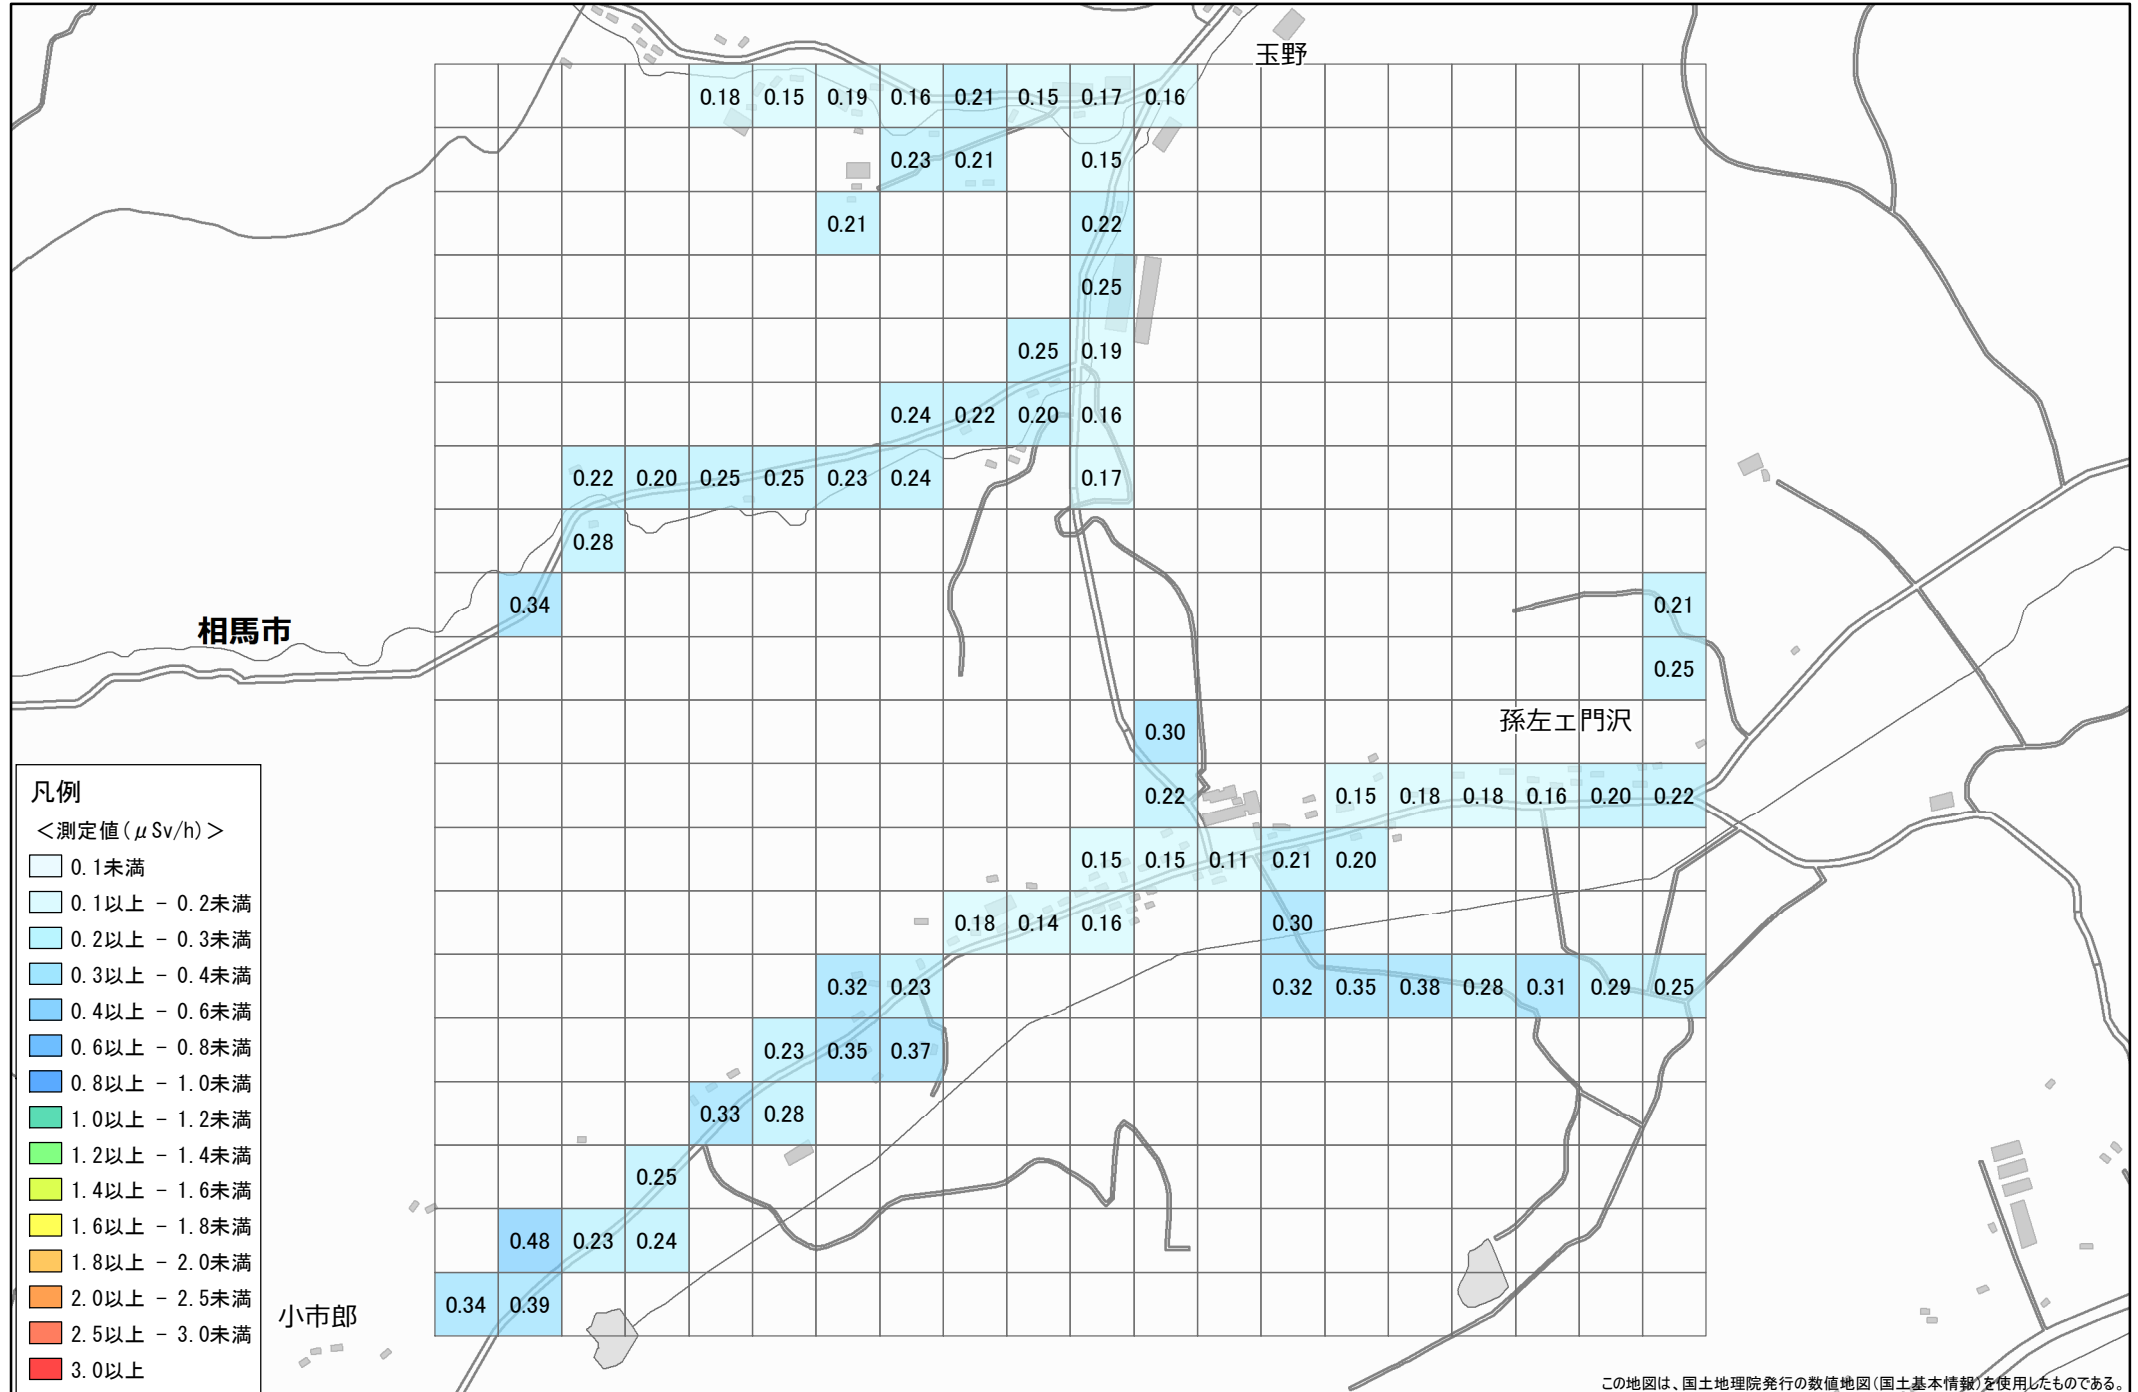 玉野
0.18 0.15 0.19 0.16 0.21 0.15 0.17 0.16
0.23 0.21 0.15
0.21 0.22
0.25
0.25 0.19
0.24 0.22 0.20 0.16
0.22 0.20 0.25 0.25 0.23 0.24 0.17
0.28
0.34 0.21
相馬市
0.25
孫左エ門沢
0.30
0.22 0.15 0.18 0.18 0.16 0.20 0.22
0.15 0.15 0.11 0.21 0.20
0.18 0.14 0.16 0.30
0.32 0.23 0.32 0.35 0.38 0.28 0.31 0.29 0.25
0.23 0.35 0.37
0.33 0.28
0.25
0.48 0.23 0.24
0.34 0.39
小市郎
凡例
＜測定値(μSv/h)＞
0.1未満
0.1以上 - 0.2未満
0.2以上 - 0.3未満
0.3以上 - 0.4未満
0.4以上 - 0.6未満
0.6以上 - 0.8未満
0.8以上 - 1.0未満
1.0以上 - 1.2未満
1.2以上 - 1.4未満
1.4以上 - 1.6未満
1.6以上 - 1.8未満
1.8以上 - 2.0未満
2.0以上 - 2.5未満
2.5以上 - 3.0未満
3.0以上
この地図は、国土地理院発行の数値地図(国土基本情報)を使用したものである。